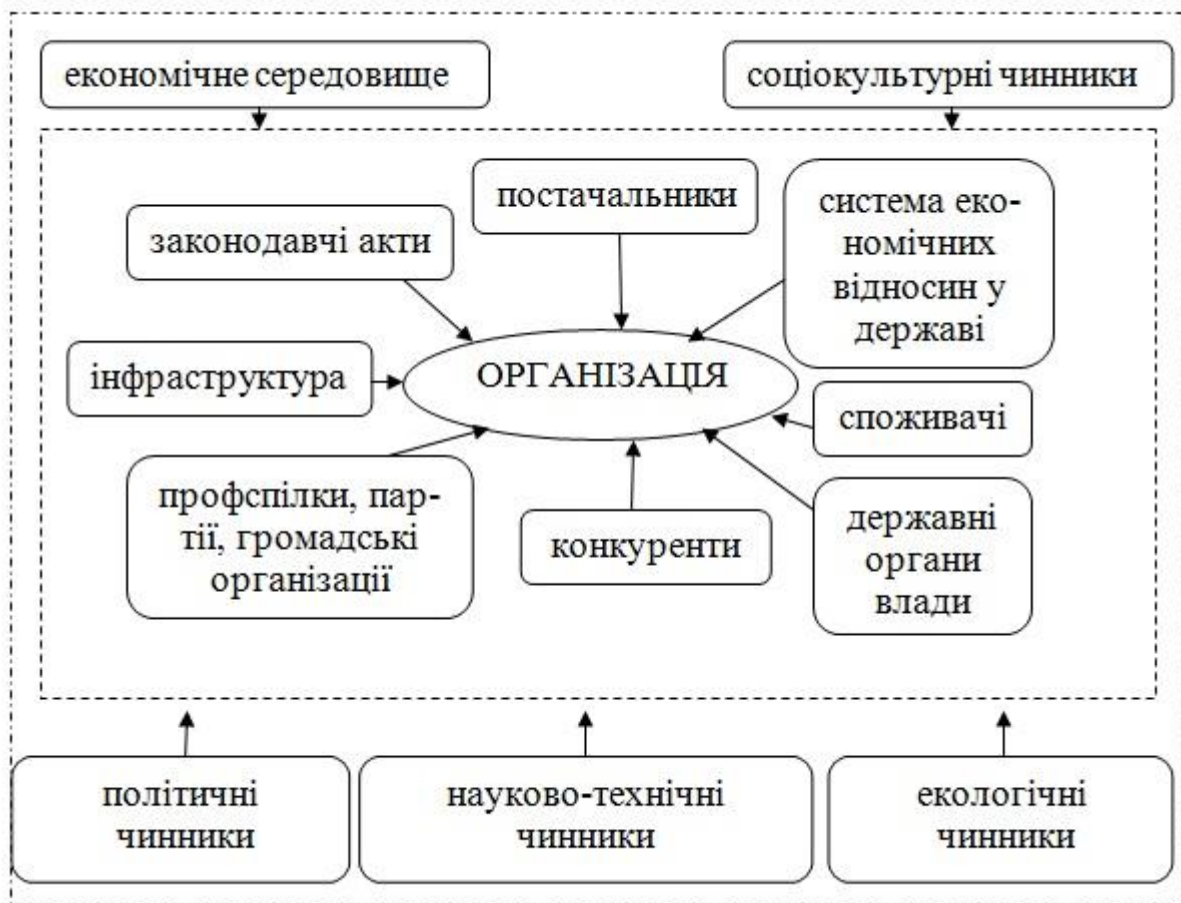 економічне середовище
соціокультурні чинники
постачальники
законодавчі акти
система еко-
номічних
відносин у
державі
інфраструктура
ОРГАНІЗАЦІЯ
споживачі
профспілки, пар-
тії, громадські
організації
конкуренти
державні
органи
влади
політичні
чинники
науково-технічні
чинники
екологічні
чинники